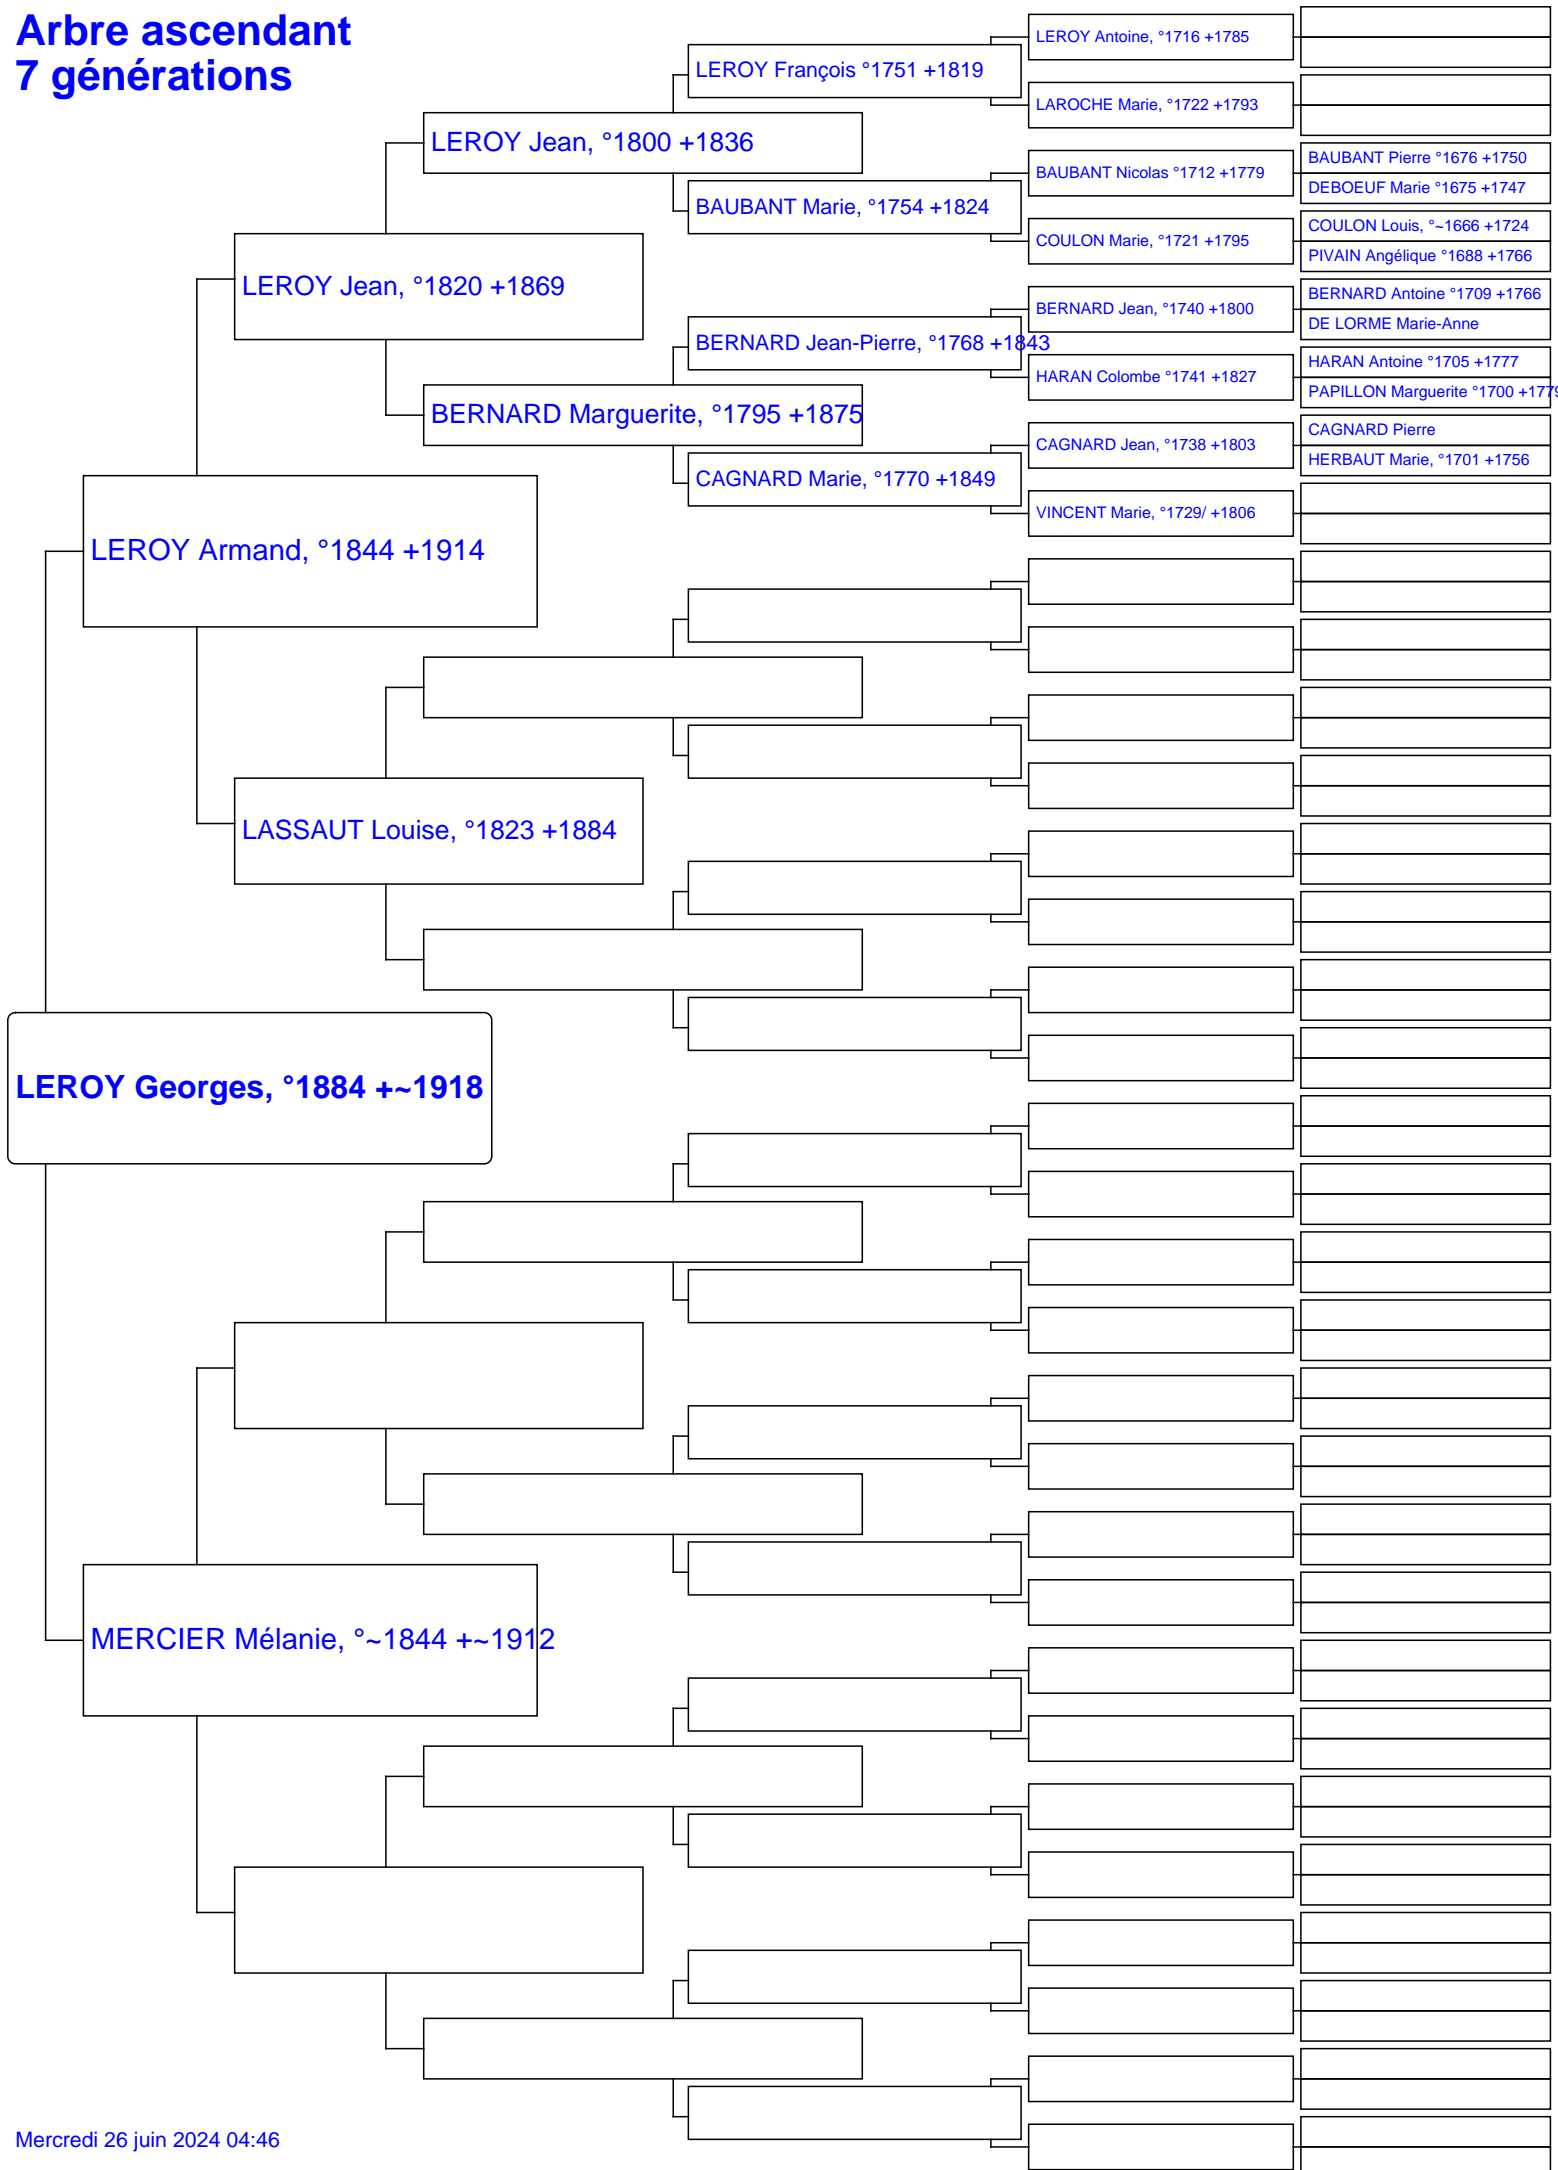 Arbre ascendant
7 générations
LEROY Georges, °1884 +~1918
LEROY Armand, °1844 +1914
MERCIER Mélanie, °~1844 +~1912
LEROY Jean, °1820 +1869
LASSAUT Louise, °1823 +1884
LEROY Jean, °1800 +1836
BERNARD Marguerite, °1795 +1875
LEROY François °1751 +1819
BAUBANT Marie, °1754 +1824
BERNARD Jean-Pierre, °1768 +1843
CAGNARD Marie, °1770 +1849
LEROY Antoine, °1716 +1785
LAROCHE Marie, °1722 +1793
BAUBANT Nicolas °1712 +1779
COULON Marie, °1721 +1795
BERNARD Jean, °1740 +1800
HARAN Colombe °1741 +1827
CAGNARD Jean, °1738 +1803
VINCENT Marie, °1729/ +1806
BAUBANT Pierre °1676 +1750
DEBOEUF Marie °1675 +1747
COULON Louis, °~1666 +1724
PIVAIN Angélique °1688 +1766
BERNARD Antoine °1709 +1766
DE LORME Marie-Anne
HARAN Antoine °1705 +1777
PAPILLON Marguerite °1700 +1779
CAGNARD Pierre
HERBAUT Marie, °1701 +1756
Mercredi 26 juin 2024 04:46